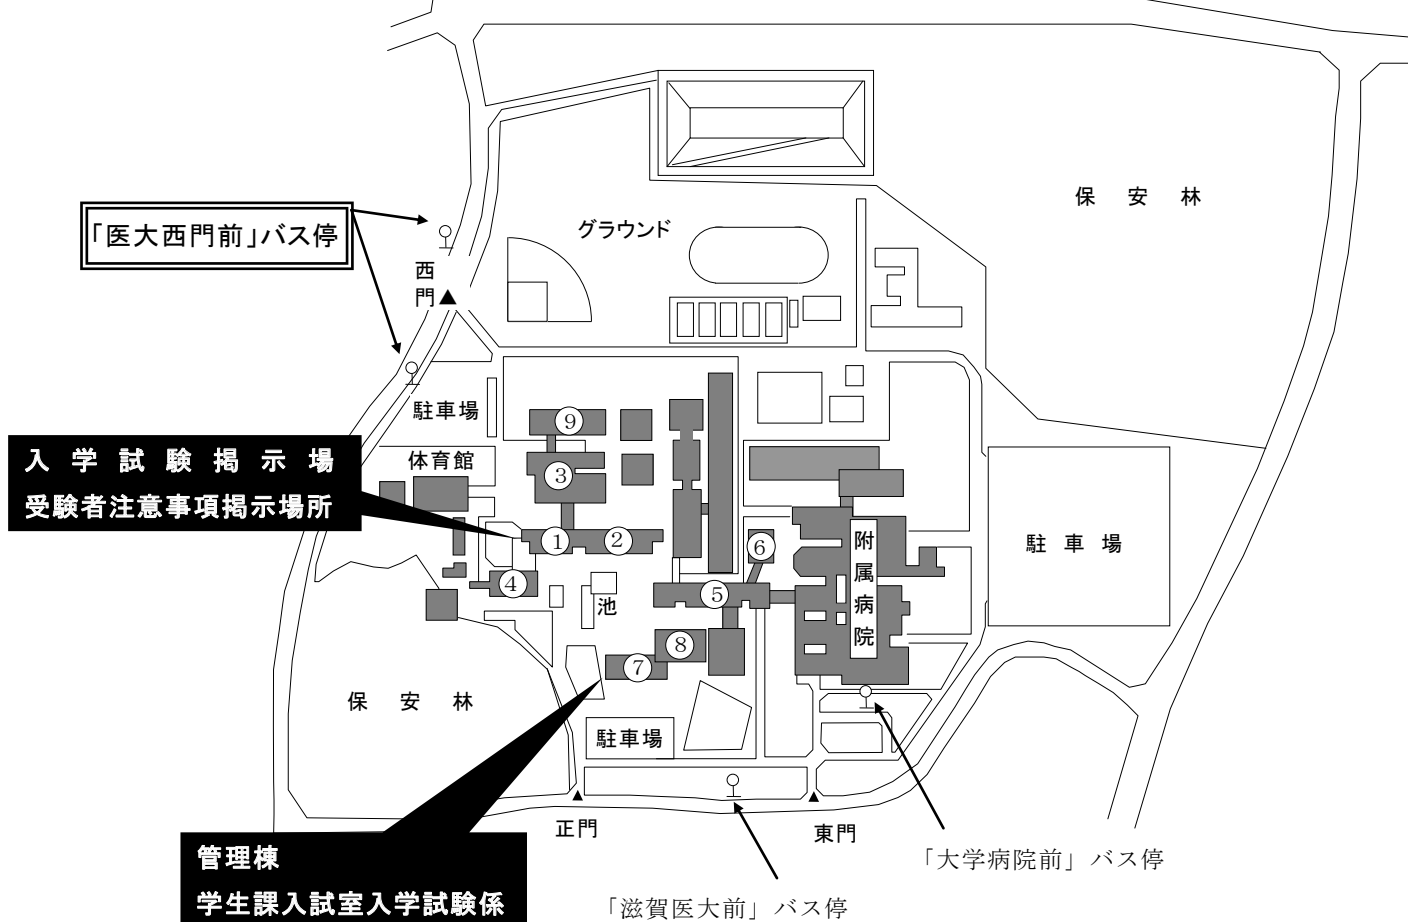 保安林
グラウンド
「医大西門前」バス停
西門▲
駐車場
⑨
入学試験掲示場
受験者注意事項掲示場所
体育館
③
①
②
⑥
附属病院
駐車場
④
⑤
池
⑧
⑦
保安林
駐車場
▲
正門
▲
東門
管理棟
学生課入試室入学試験係
「大学病院前」バス停
「滋賀医大前」バス停